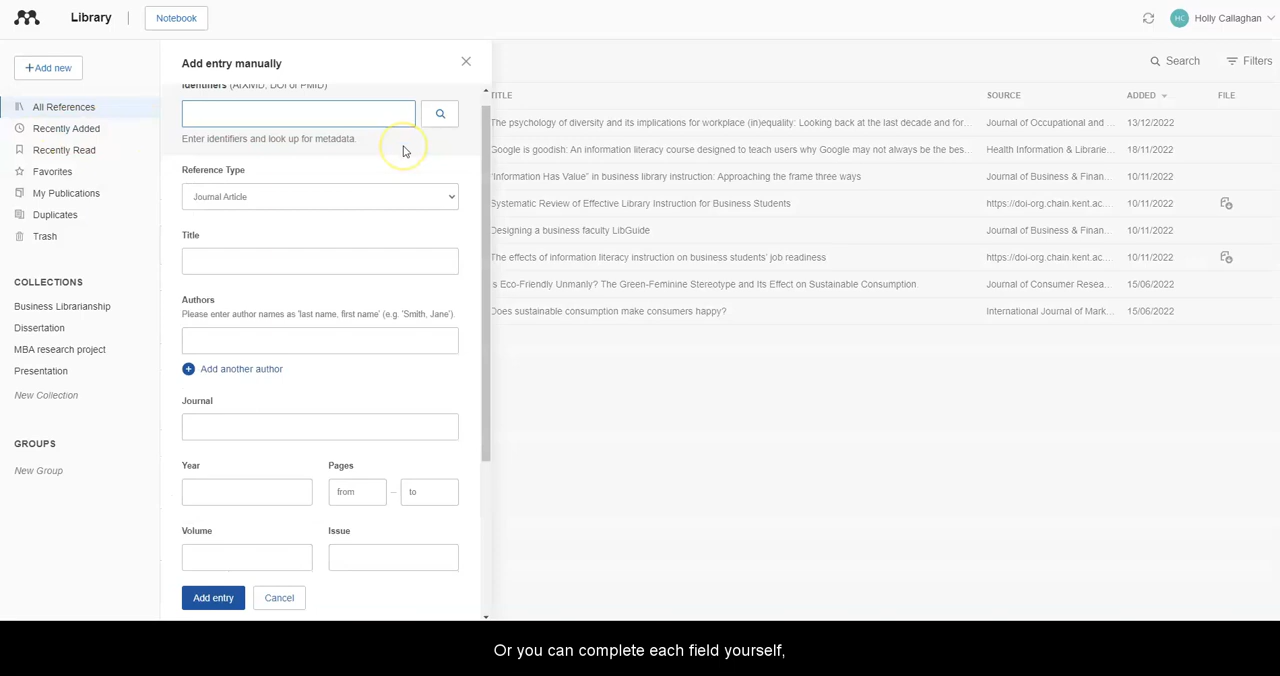 Library
Notebook
HC
Holly Callaghan
+Add new
All References
Recently Added
Recently Read
Favorites
My Publications
Duplicates
Trash
COLLECTIONS
Business Librarianship
Dissertation
MBA research project
Presentation
New Collection
GROUPS
New Group
Add entry manually
Identifiers (ArXivID, DOI or PMID)
Enter identifiers and look up for metadata.
Reference Type
Journal Article
Title
Authors
Please enter author names as 'last name, first name' (e.g. 'Smith, Jane')
Add another author
Journal
Year
Pages
from – to
Volume
Issue
Add entry
Cancel
Search
Filters
TITLE SOURCE ADDED FILE
The psychology of diversity and its implications for workplace (in)equality: Looking back at the last decade and for... Journal of Occupational and ... 13/12/2022
Google is goodish: An information literacy course designed to teach users why Google may not always be the bes... Health Information & Librarie... 18/11/2022
"Information Has Value" in business library instruction: Approaching the frame three ways Journal of Business & Finan... 10/11/2022
Systematic Review of Effective Library Instruction for Business Students https://doi-org.chain.kent.ac... 10/11/2022
Designing a business faculty LibGuide Journal of Business & Finan... 10/11/2022
The effects of information literacy instruction on business students' job readiness https://doi-org.chain.kent.ac... 10/11/2022
s Eco-Friendly Unmanly? The Green-Feminine Stereotype and Its Effect on Sustainable Consumption Journal of Consumer Resea... 15/06/2022
Does sustainable consumption make consumers happy? International Journal of Mark... 15/06/2022
Or you can complete each field yourself,